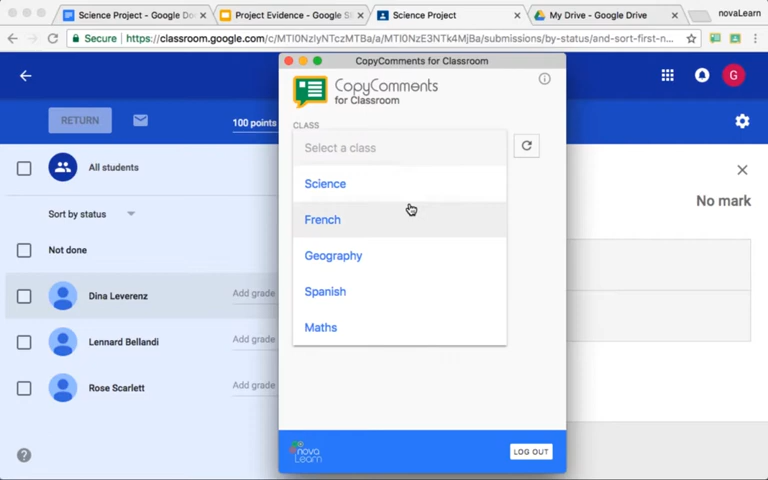 Science Project - Google Do
Project Evidence - Google Sl
Science Project
My Drive - Google Drive
novaLearn
Secure
https://classroom.google.com/c/MTI0NzIyNTczMTBa/a/MTI0NzE3NTk4MjBa/submissions/by-status/and-sort-first-n...
CopyComments for Classroom
G
CopyComments
for Classroom
RETURN
100 points
CLASS
Select a class
All students
No mark
Science
Sort by status
French
Not done
Geography
Dina Leverenz
Add grade
Spanish
Maths
Lennard Bellandi
Add grade
Rose Scarlett
Add grade
nova
Learn
LOG OUT